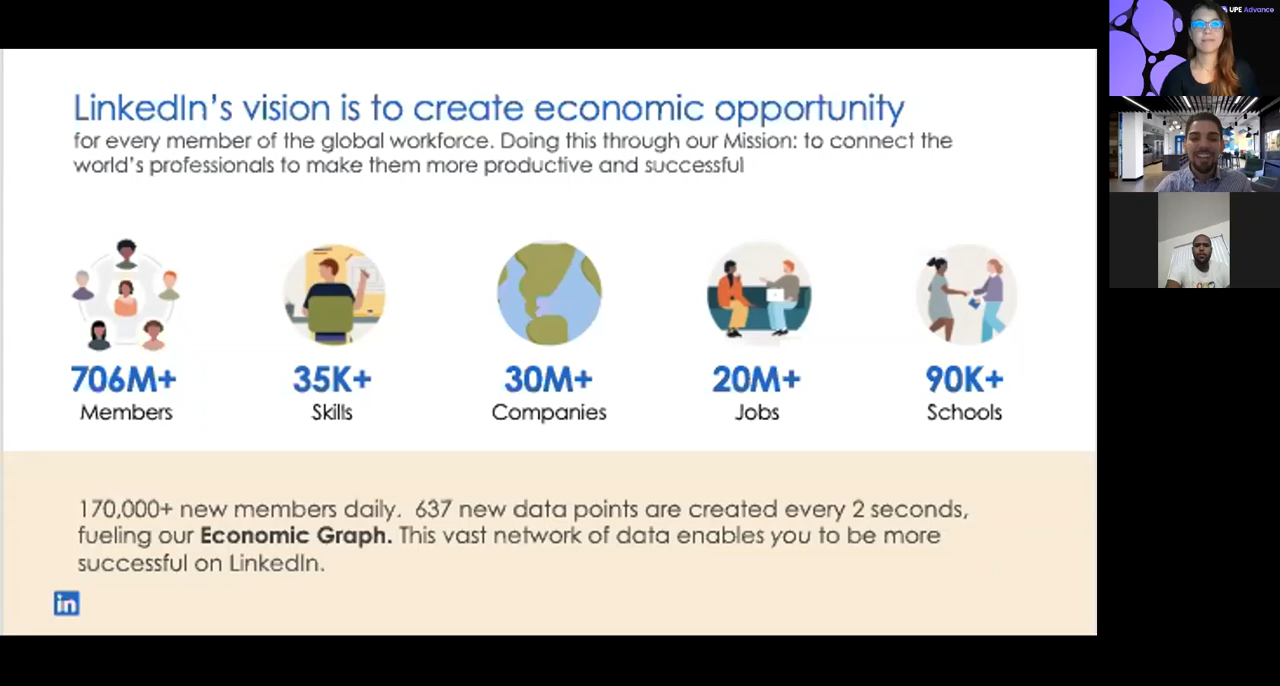 LinkedIn's vision is to create economic opportunity
for every member of the global workforce. Doing this through our Mission: to connect the
world's professionals to make them more productive and successful
706M+
Members
35K+
Skills
30M+
Companies
20M+
Jobs
90K+
Schools
170,000+ new members daily.  637 new data points are created every 2 seconds,
fueling our Economic Graph. This vast network of data enables you to be more
successful on LinkedIn.
in
UPE Advance